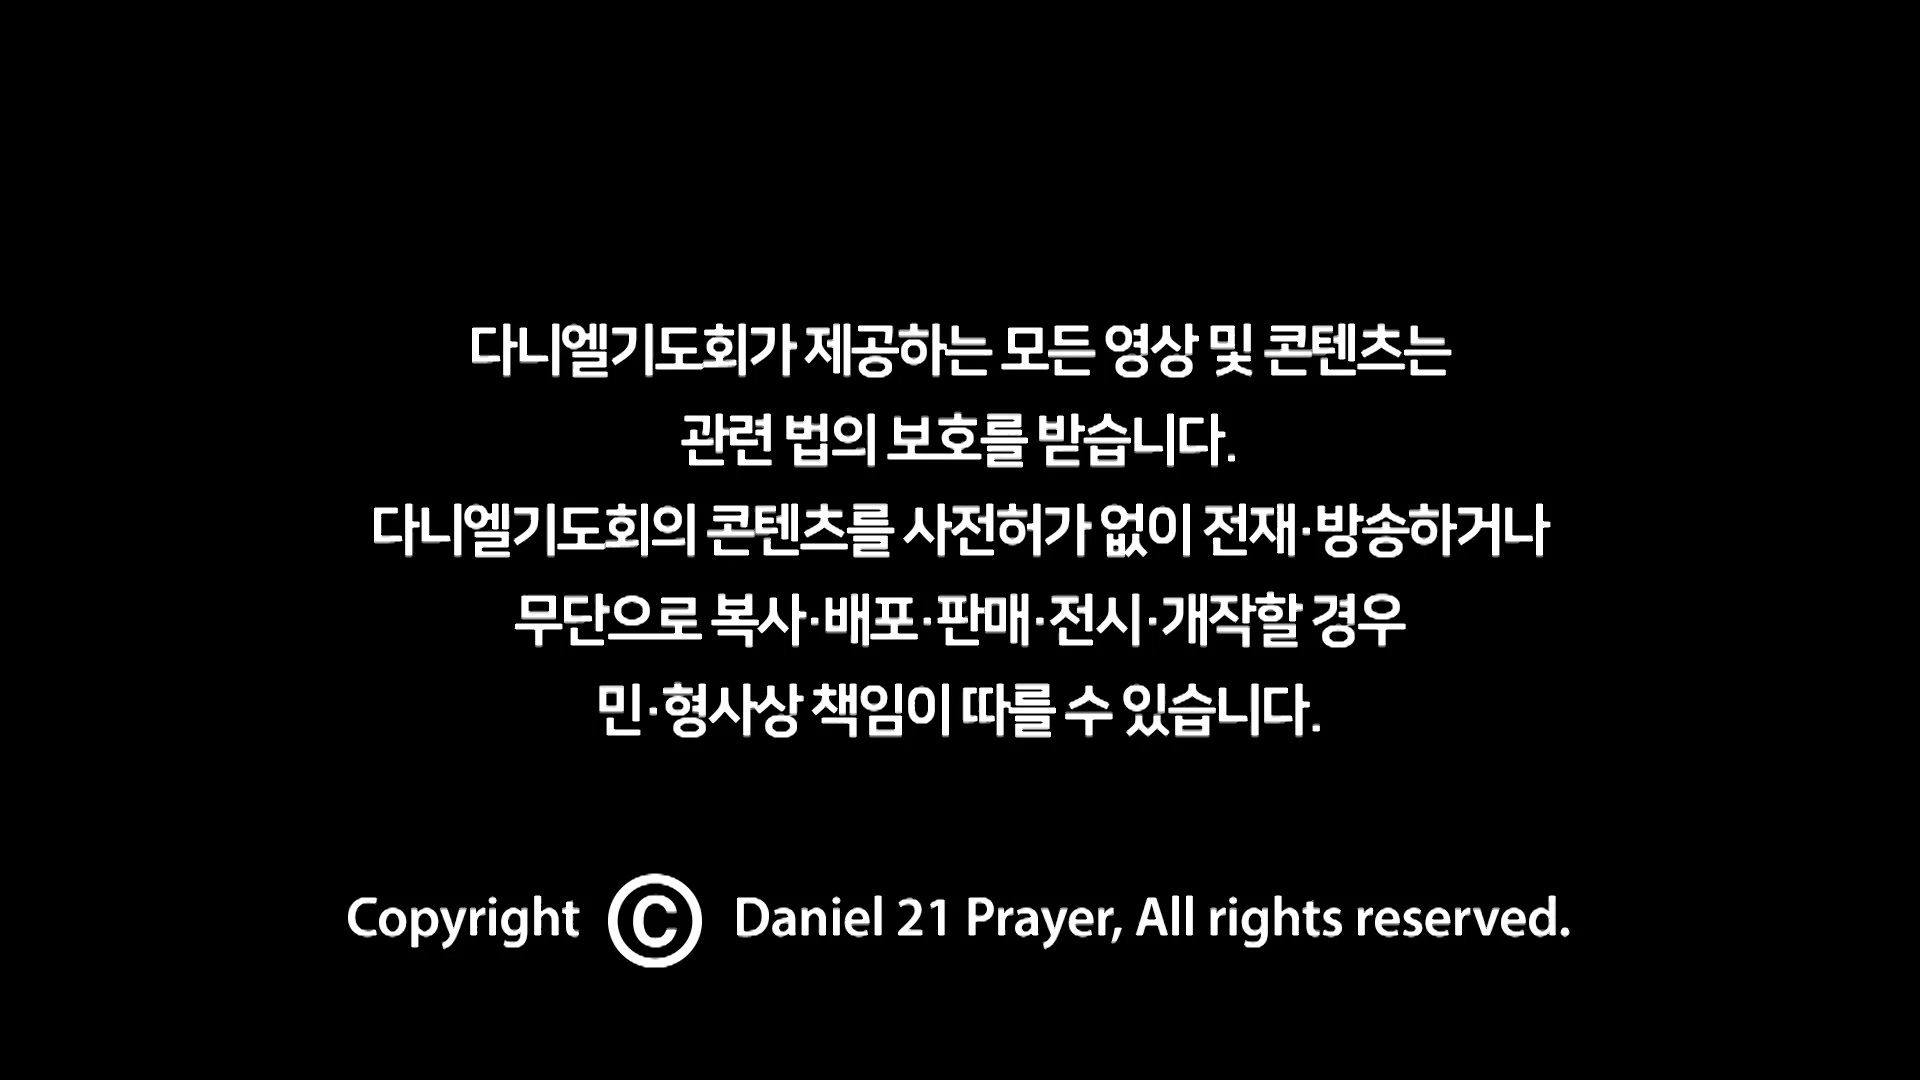 다니엘기도회가 제공하는 모든 영상 및 콘텐츠는
관련 법의 보호를 받습니다.
다니엘기도회의 콘텐츠를 사전허가 없이 전재·방송하거나
무단으로 복사·배포·판매·전시·개작할 경우
민·형사상 책임이 따를 수 있습니다.
Copyright © Daniel 21 Prayer, All rights reserved.